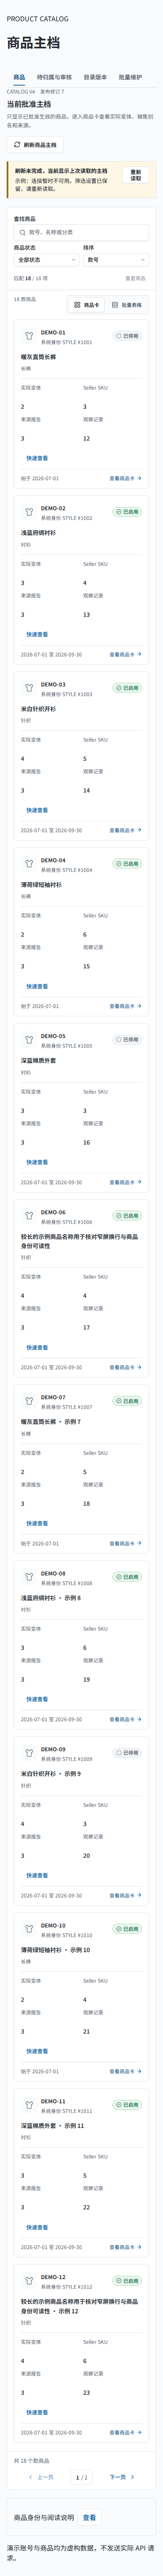 PRODUCT CATALOG
商品主档
商品
待归属与审核
目录版本
批量维护
CATALOG V4 发布修订 7
当前批准主档
只显示已批准生效的商品，进入商品卡查看实际变体、销售别名和来源。
刷新商品主档
刷新未完成，当前显示上次读取的主档
示例：连接暂时不可用。筛选设置已保留，请重新读取。
重新读取
查找商品
款号、名称或分类
商品状态
排序
全部状态
款号
匹配 18 / 18 项
重置筛选
18 款商品
商品卡
批量表格
DEMO-01
系统身份 STYLE #1001
已停用
暖灰直筒长裤
长裤
实际变体
Seller SKU
2
3
来源报告
观察记录
3
12
快速查看
始于 2026-07-01
查看商品卡 →
DEMO-02
系统身份 STYLE #1002
已启用
浅蓝府绸衬衫
衬衫
实际变体
Seller SKU
3
4
来源报告
观察记录
3
13
快速查看
2026-07-01 至 2026-09-30
查看商品卡 →
DEMO-03
系统身份 STYLE #1003
已启用
米白针织开衫
针织
实际变体
Seller SKU
4
5
来源报告
观察记录
3
14
快速查看
2026-07-01 至 2026-09-30
查看商品卡 →
DEMO-04
系统身份 STYLE #1004
已启用
薄荷绿短袖衬衫
长裤
实际变体
Seller SKU
2
6
来源报告
观察记录
3
15
快速查看
始于 2026-07-01
查看商品卡 →
DEMO-05
系统身份 STYLE #1005
已停用
深蓝棉质外套
衬衫
实际变体
Seller SKU
3
3
来源报告
观察记录
3
16
快速查看
2026-07-01 至 2026-09-30
查看商品卡 →
DEMO-06
系统身份 STYLE #1006
已启用
较长的示例商品名称用于核对窄屏换行与商品身份可读性
针织
实际变体
Seller SKU
4
4
来源报告
观察记录
3
17
快速查看
2026-07-01 至 2026-09-30
查看商品卡 →
DEMO-07
系统身份 STYLE #1007
已启用
暖灰直筒长裤 · 示例 7
长裤
实际变体
Seller SKU
2
5
来源报告
观察记录
3
18
快速查看
始于 2026-07-01
查看商品卡 →
DEMO-08
系统身份 STYLE #1008
已启用
浅蓝府绸衬衫 · 示例 8
衬衫
实际变体
Seller SKU
3
6
来源报告
观察记录
3
19
快速查看
2026-07-01 至 2026-09-30
查看商品卡 →
DEMO-09
系统身份 STYLE #1009
已停用
米白针织开衫 · 示例 9
针织
实际变体
Seller SKU
4
3
来源报告
观察记录
3
20
快速查看
2026-07-01 至 2026-09-30
查看商品卡 →
DEMO-10
系统身份 STYLE #1010
已启用
薄荷绿短袖衬衫 · 示例 10
长裤
实际变体
Seller SKU
2
4
来源报告
观察记录
3
21
快速查看
始于 2026-07-01
查看商品卡 →
DEMO-11
系统身份 STYLE #1011
已启用
深蓝棉质外套 · 示例 11
衬衫
实际变体
Seller SKU
3
5
来源报告
观察记录
3
22
快速查看
2026-07-01 至 2026-09-30
查看商品卡 →
DEMO-12
系统身份 STYLE #1012
已启用
较长的示例商品名称用于核对窄屏换行与商品身份可读性 · 示例 12
针织
实际变体
Seller SKU
4
6
来源报告
观察记录
3
23
快速查看
2026-07-01 至 2026-09-30
查看商品卡 →
共 18 个款商品
上一页
1 / 2
下一页
商品身份与阅读说明 查看
演示账号与商品均为虚构数据，不发送实际 API 请求。